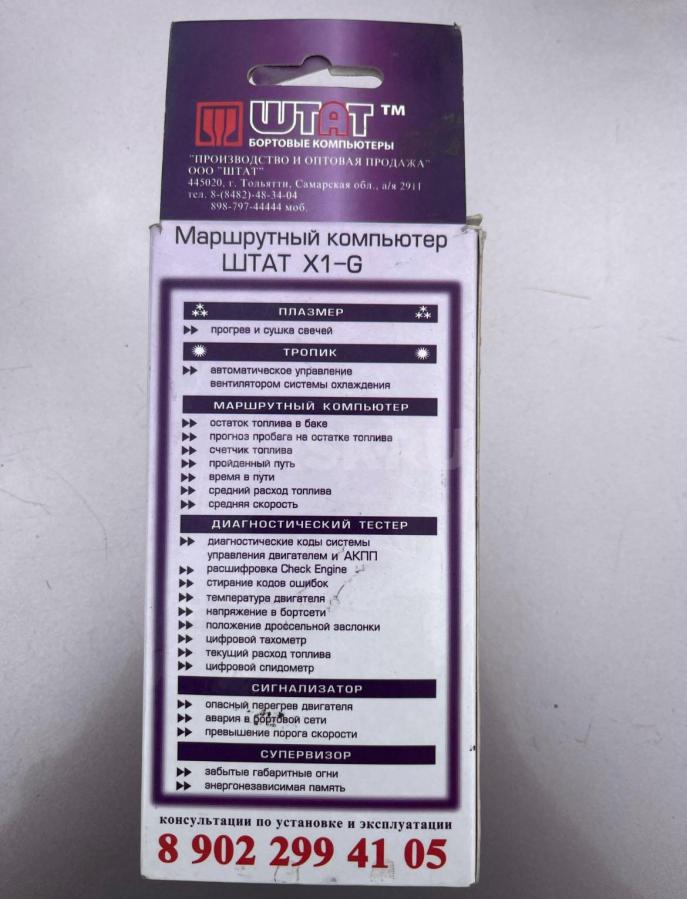 ШТАТ™
БОРТОВЫЕ КОМПЬЮТЕРЫ
"ПРОИЗВОДСТВО И ОПТОВАЯ ПРОДАЖА"
ООО "ШТАТ"
445020, г. Тольятти, Самарская обл., а/я 2911
тел. 8-(8482)-48-34-04
898-797-44444 моб.
Маршрутный компьютер
ШТАТ X1-G
ПЛАЗМЕР
прогрев и сушка свечей
ТРОПИК
автоматическое управление
вентилятором системы охлаждения
МАРШРУТНЫЙ КОМПЬЮТЕР
остаток топлива в баке
прогноз пробега на остатке топлива
счетчик топлива
пройденный путь
время в пути
средний расход топлива
средняя скорость
ДИАГНОСТИЧЕСКИЙ ТЕСТЕР
диагностические коды системы
управления двигателем и АКПП
расшифровка Check Engine
стирание кодов ошибок
температура двигателя
напряжение в бортсети
положение дроссельной заслонки
цифровой тахометр
текущий расход топлива
цифровой спидометр
СИГНАЛИЗАТОР
опасный перегрев двигателя
авария в бортовой сети
превышение порога скорости
СУПЕРВИЗОР
забытые габаритные огни
энергонезависимая память
консультации по установке и эксплуатации
8 902 299 41 05